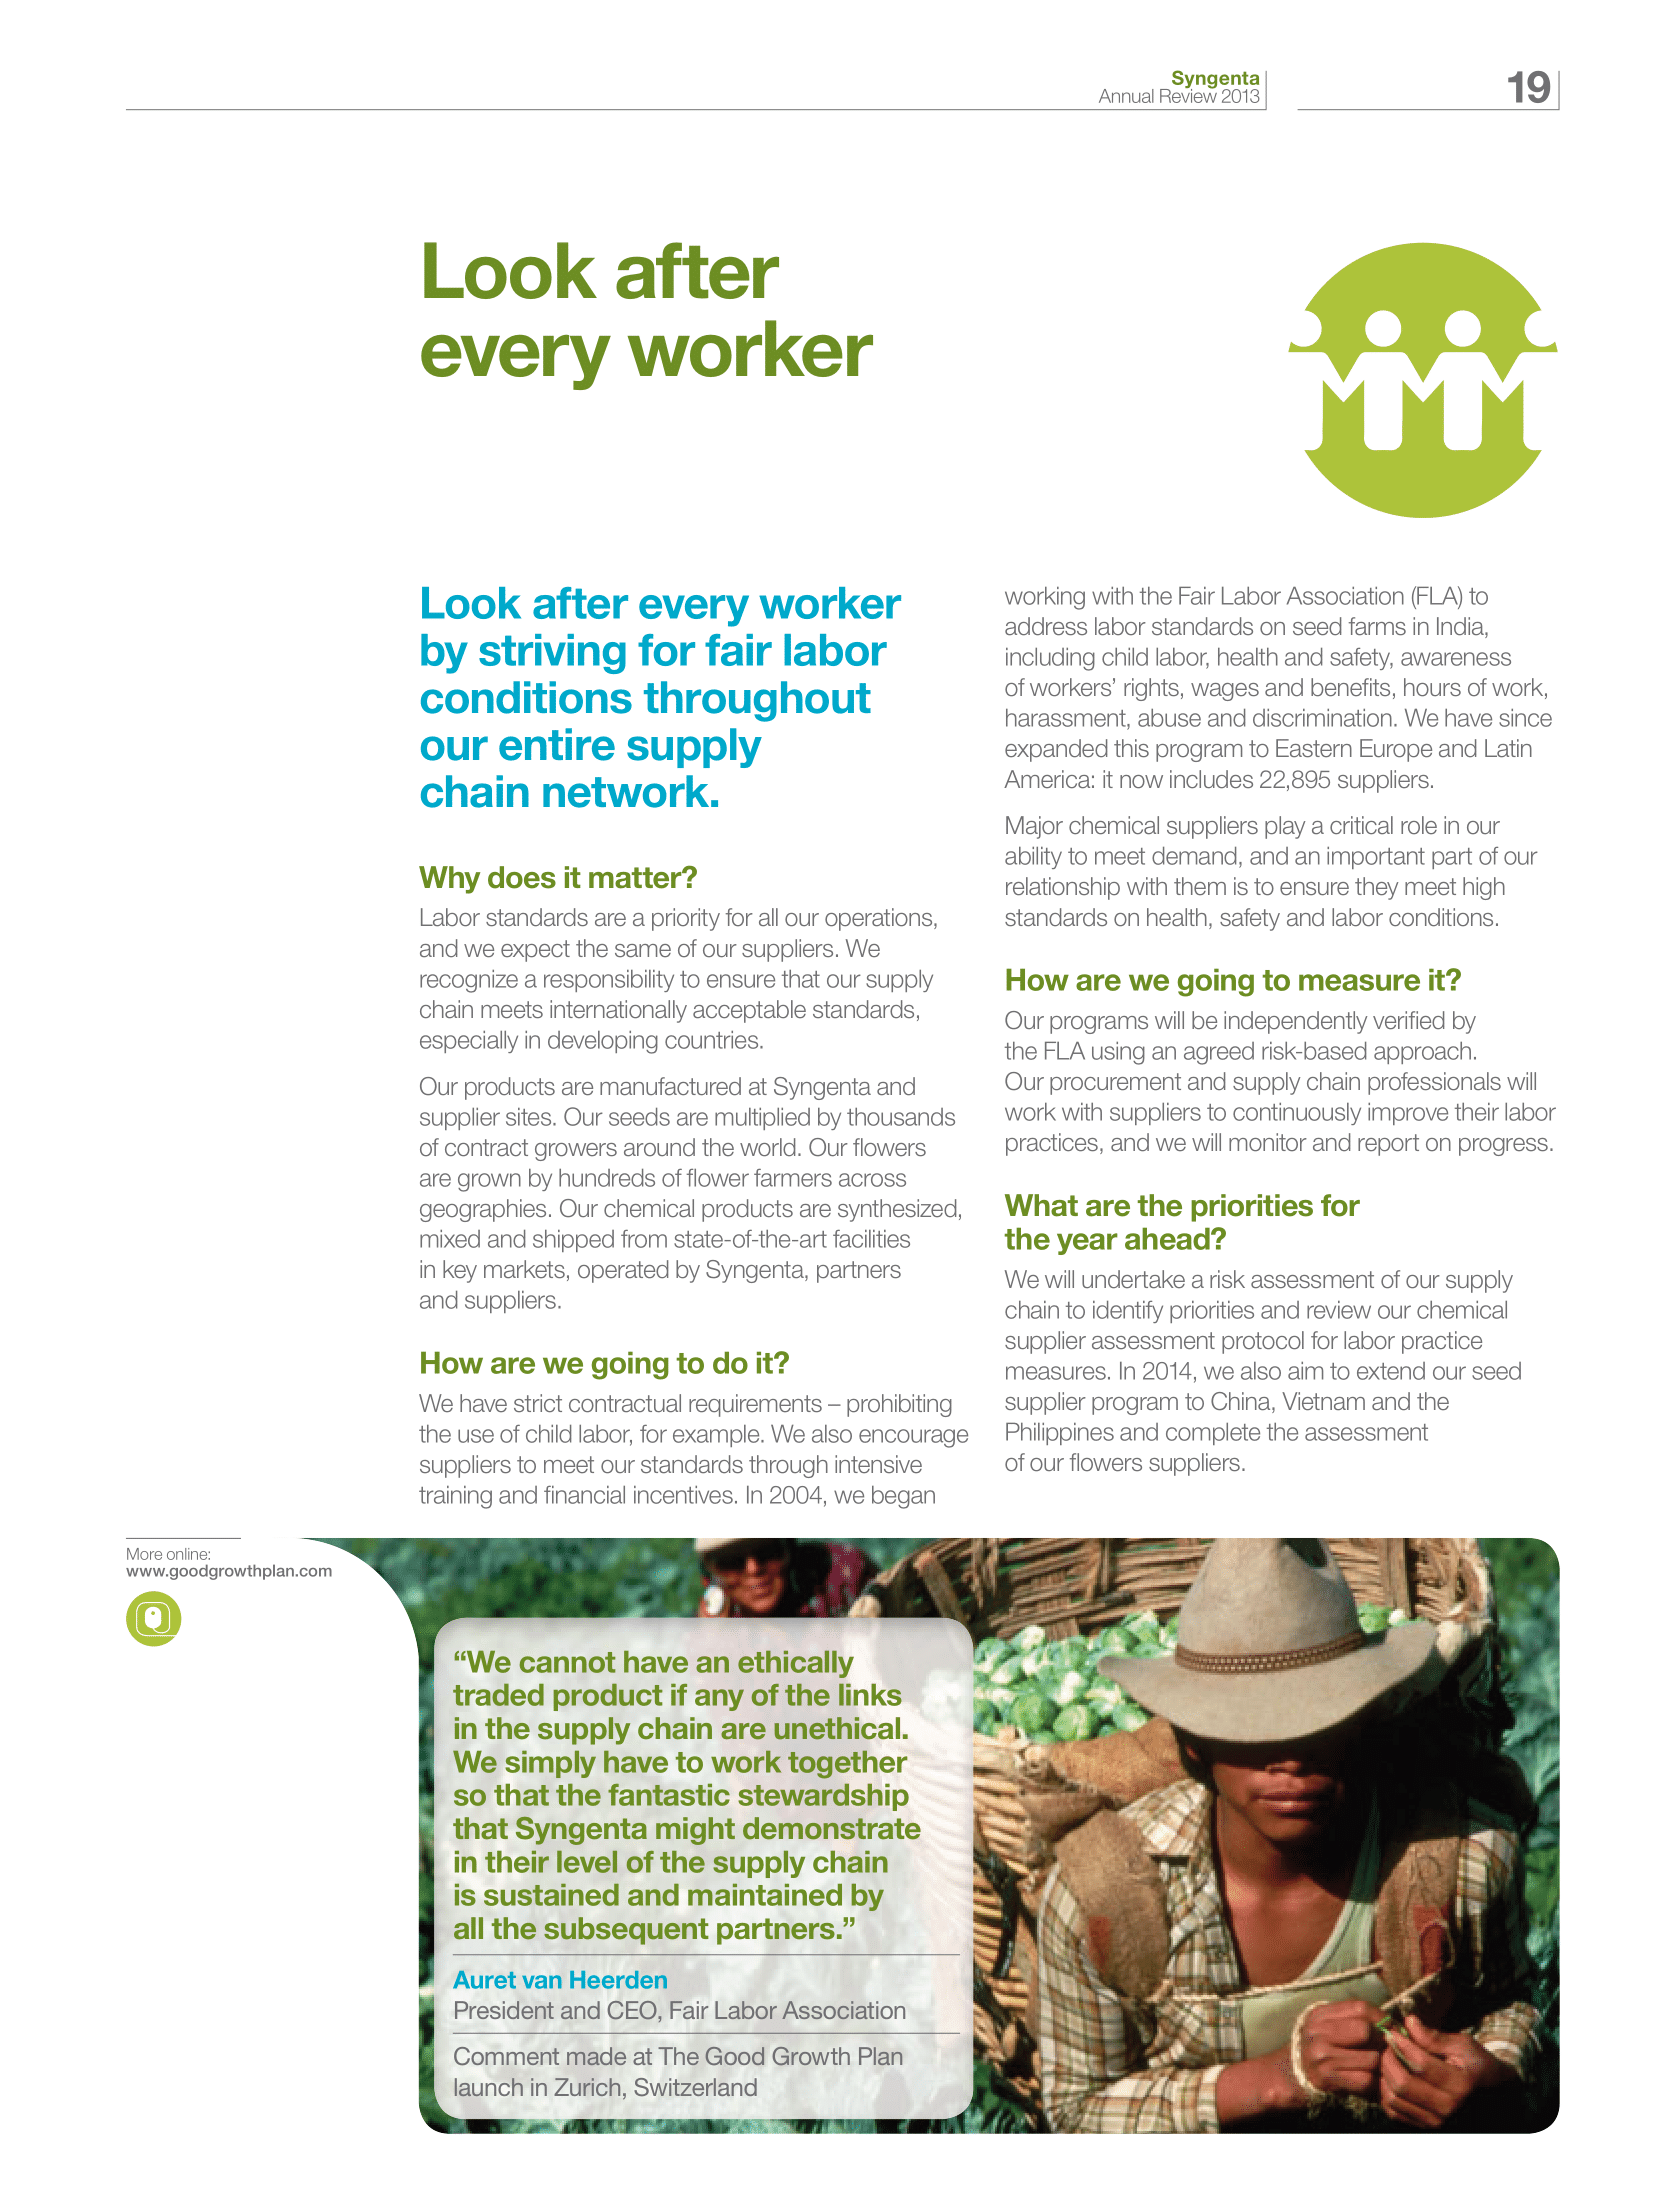 Syngenta
Annual Review 2013
19
Look after
every worker
Look after every worker
by striving for fair labor
conditions throughout
our entire supply
chain network.
Why does it matter?
Labor standards are a priority for all our operations,
and we expect the same of our suppliers. We
recognize a responsibility to ensure that our supply
chain meets internationally acceptable standards,
especially in developing countries.
Our products are manufactured at Syngenta and
supplier sites. Our seeds are multiplied by thousands
of contract growers around the world. Our flowers
are grown by hundreds of flower farmers across
geographies. Our chemical products are synthesized,
mixed and shipped from state-of-the-art facilities
in key markets, operated by Syngenta, partners
and suppliers.
How are we going to do it?
We have strict contractual requirements – prohibiting
the use of child labor, for example. We also encourage
suppliers to meet our standards through intensive
training and financial incentives. In 2004, we began
working with the Fair Labor Association (FLA) to
address labor standards on seed farms in India,
including child labor, health and safety, awareness
of workers’ rights, wages and benefits, hours of work,
harassment, abuse and discrimination. We have since
expanded this program to Eastern Europe and Latin
America: it now includes 22,895 suppliers.
Major chemical suppliers play a critical role in our
ability to meet demand, and an important part of our
relationship with them is to ensure they meet high
standards on health, safety and labor conditions.
How are we going to measure it?
Our programs will be independently verified by
the FLA using an agreed risk-based approach.
Our procurement and supply chain professionals will
work with suppliers to continuously improve their labor
practices, and we will monitor and report on progress.
What are the priorities for
the year ahead?
We will undertake a risk assessment of our supply
chain to identify priorities and review our chemical
supplier assessment protocol for labor practice
measures. In 2014, we also aim to extend our seed
supplier program to China, Vietnam and the
Philippines and complete the assessment
of our flowers suppliers.
More online:
www.goodgrowthplan.com
“We cannot have an ethically
traded product if any of the links
in the supply chain are unethical.
We simply have to work together
so that the fantastic stewardship
that Syngenta might demonstrate
in their level of the supply chain
is sustained and maintained by
all the subsequent partners.”
Auret van Heerden
President and CEO, Fair Labor Association
Comment made at The Good Growth Plan
launch in Zurich, Switzerland